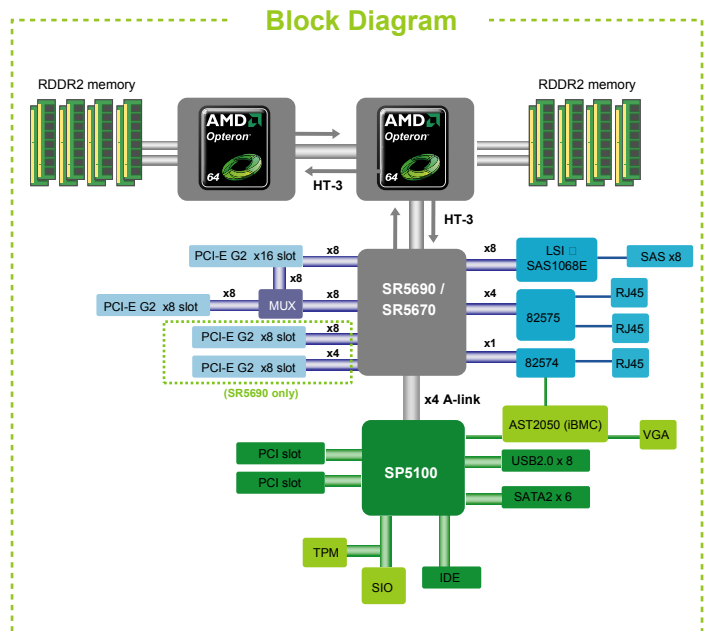 Block Diagram
RDDR2 memory
RDDR2 memory
AMD
Opteron
64
AMD
Opteron
64
HT-3
HT-3
PCI-E G2 x16 slot
x8
x8
LSI □
SAS1068E
SAS x8
x8
PCI-E G2 x8 slot
x8
MUX
x8
SR5690 /
SR5670
x4
82575
RJ45
RJ45
PCI-E G2 x8 slot
x8
PCI-E G2 x8 slot
x4
x1
82574
RJ45
(SR5690 only)
x4 A-link
AST2050 (iBMC)
VGA
PCI slot
PCI slot
SP5100
USB2.0 x 8
SATA2 x 6
TPM
SIO
IDE